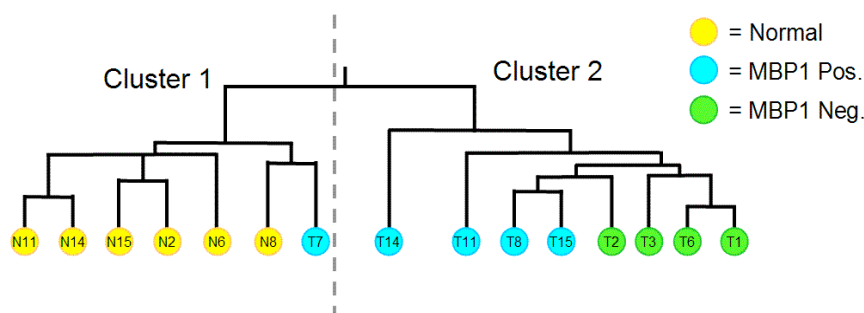 = Normal
Cluster 1
Cluster 2
= MBP1 Pos.
= MBP1 Neg.
N11 N14 N15 N2 N6 N8 T7 T14 T11 T8 T15 T2 T3 T6 T1